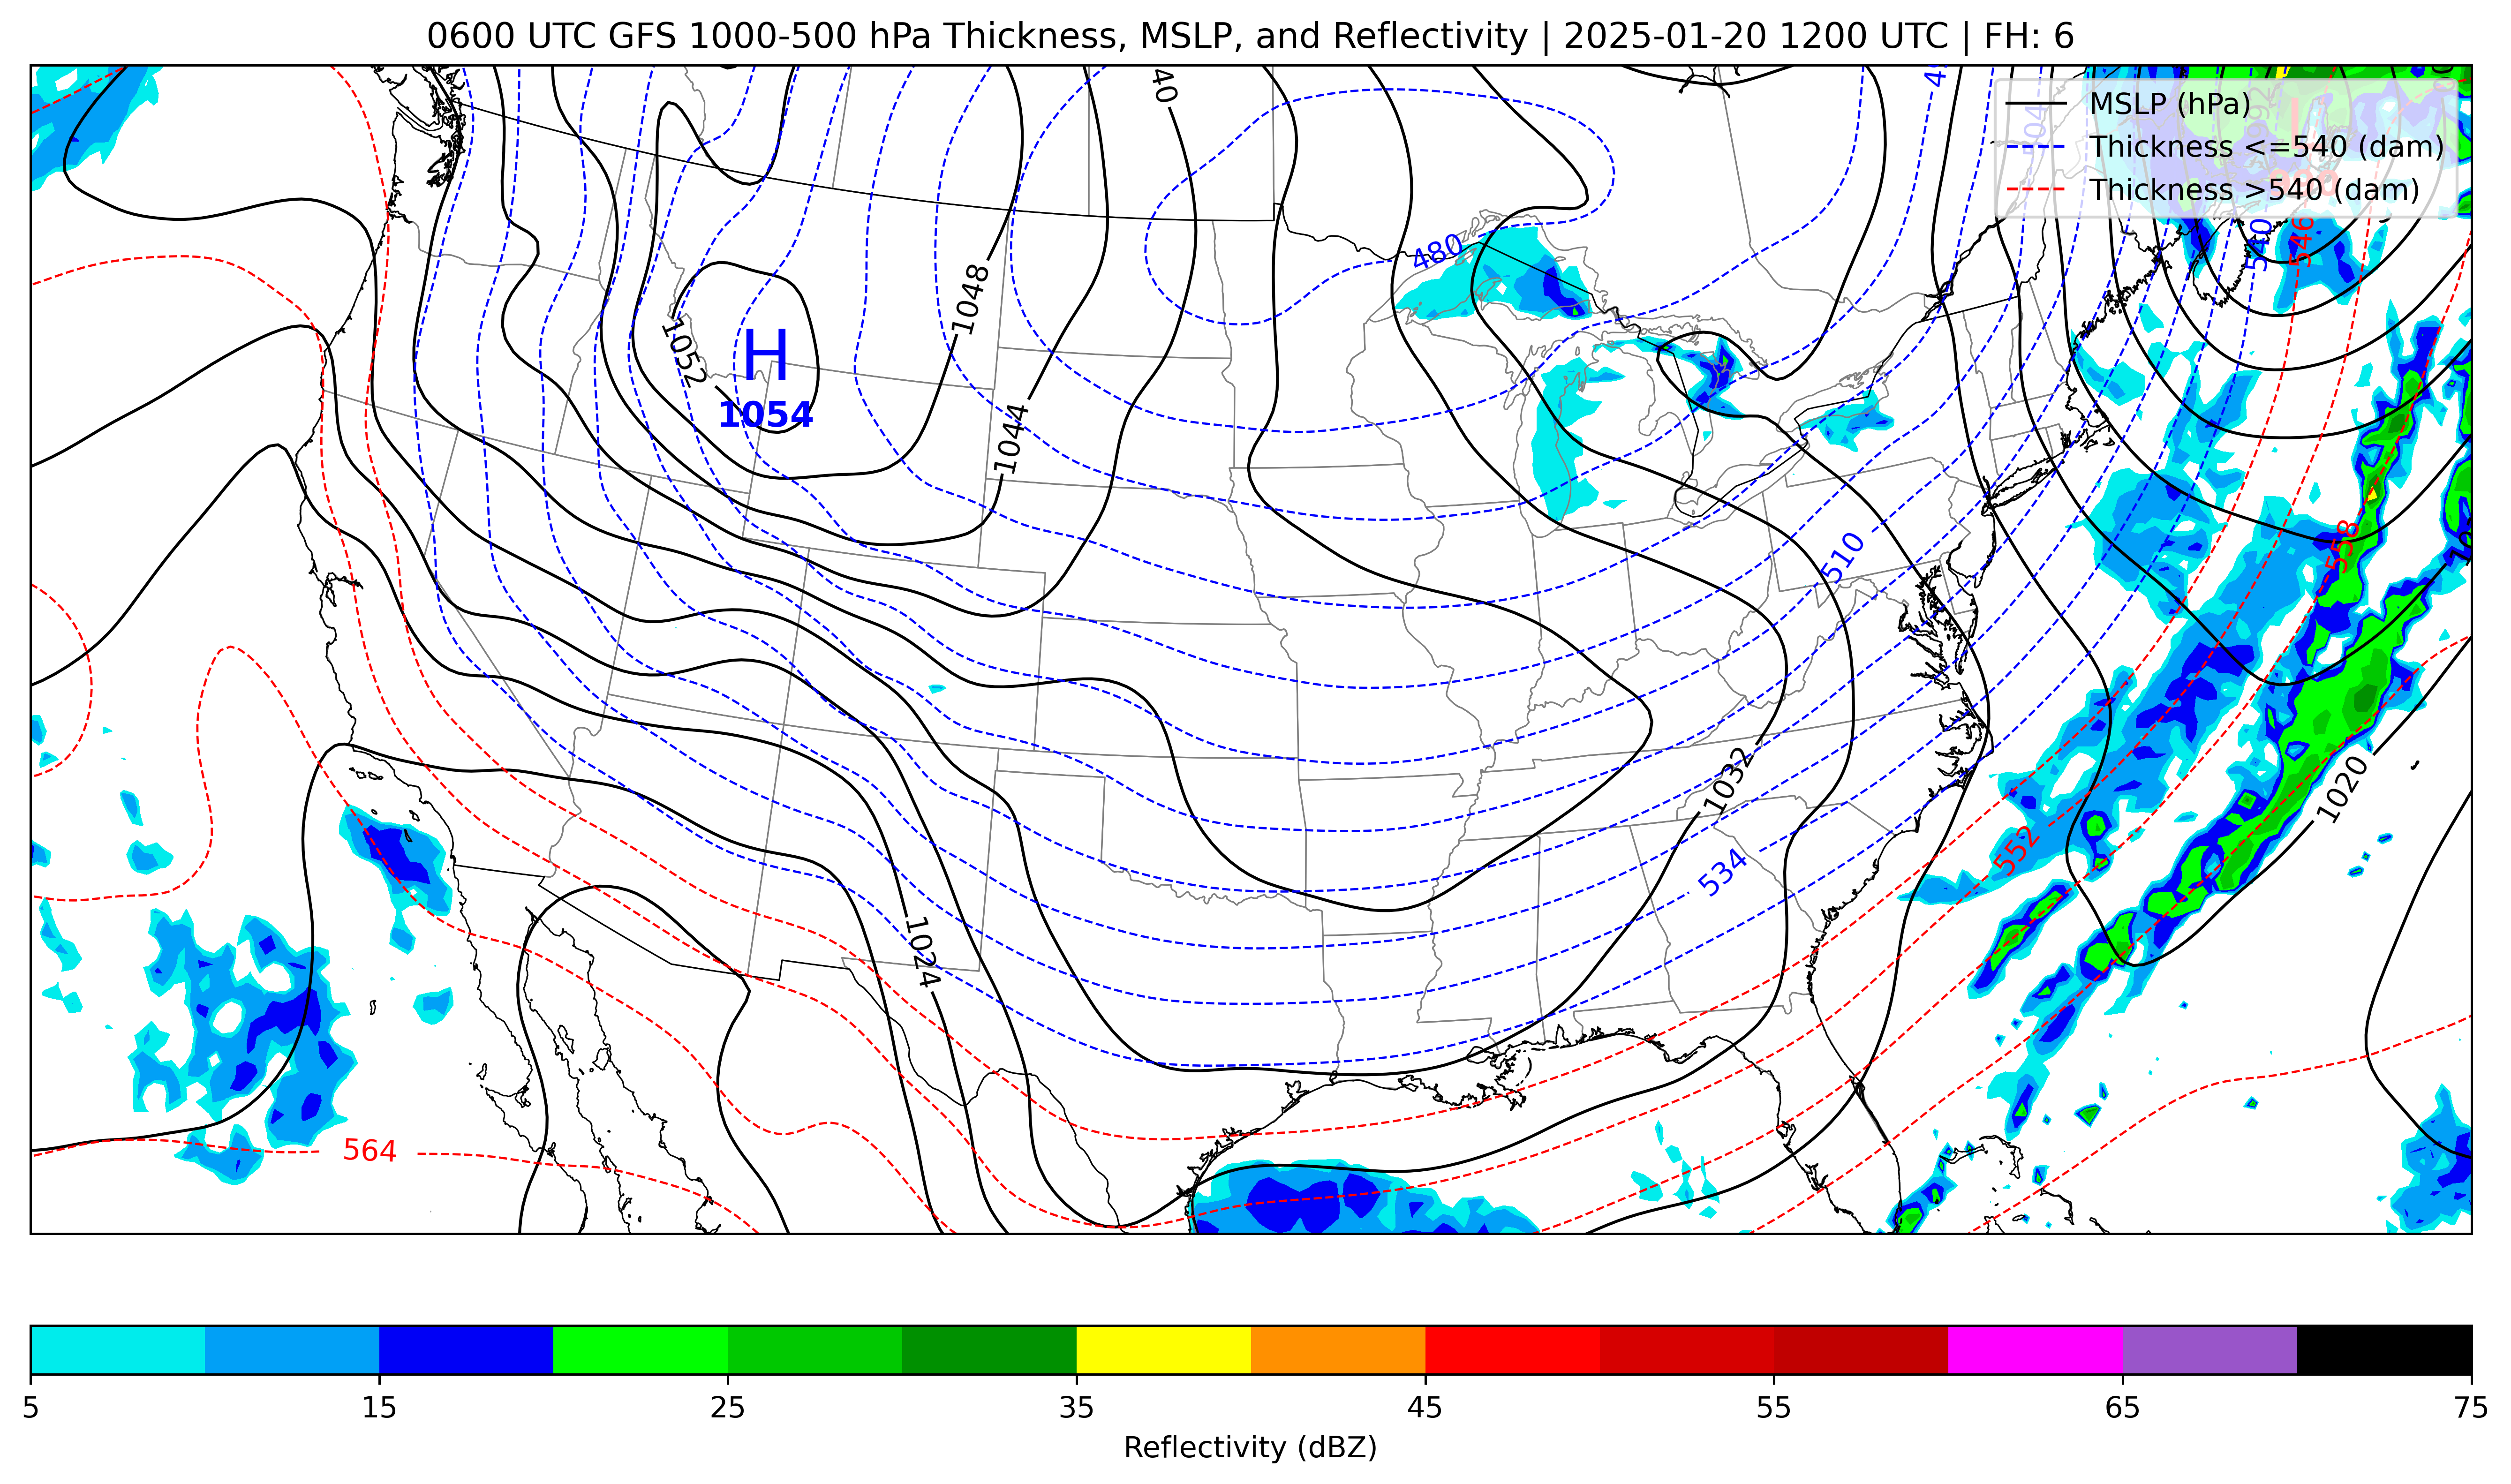 0600 UTC GFS 1000-500 hPa Thickness, MSLP, and Reflectivity | 2025-01-20 1200 UTC | FH: 6
MSLP (hPa)
Thickness <=540 (dam)
Thickness >540 (dam)
40
L
480
540
546
1048
1052
H
1054
1044
510
558
1032
1020
552
534
1024
564
5 15 25 35 45 55 65 75
Reflectivity (dBZ)